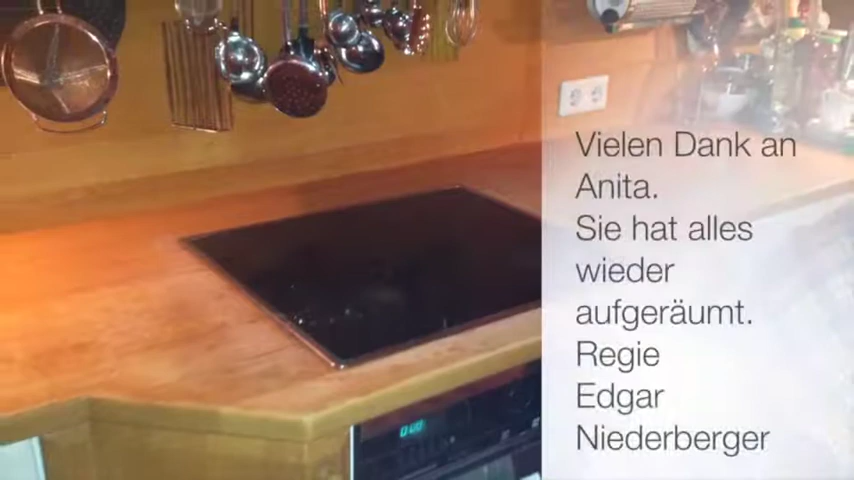 Vielen Dank an
Anita.
Sie hat alles
wieder
aufgeräumt.
Regie
Edgar
Niederberger